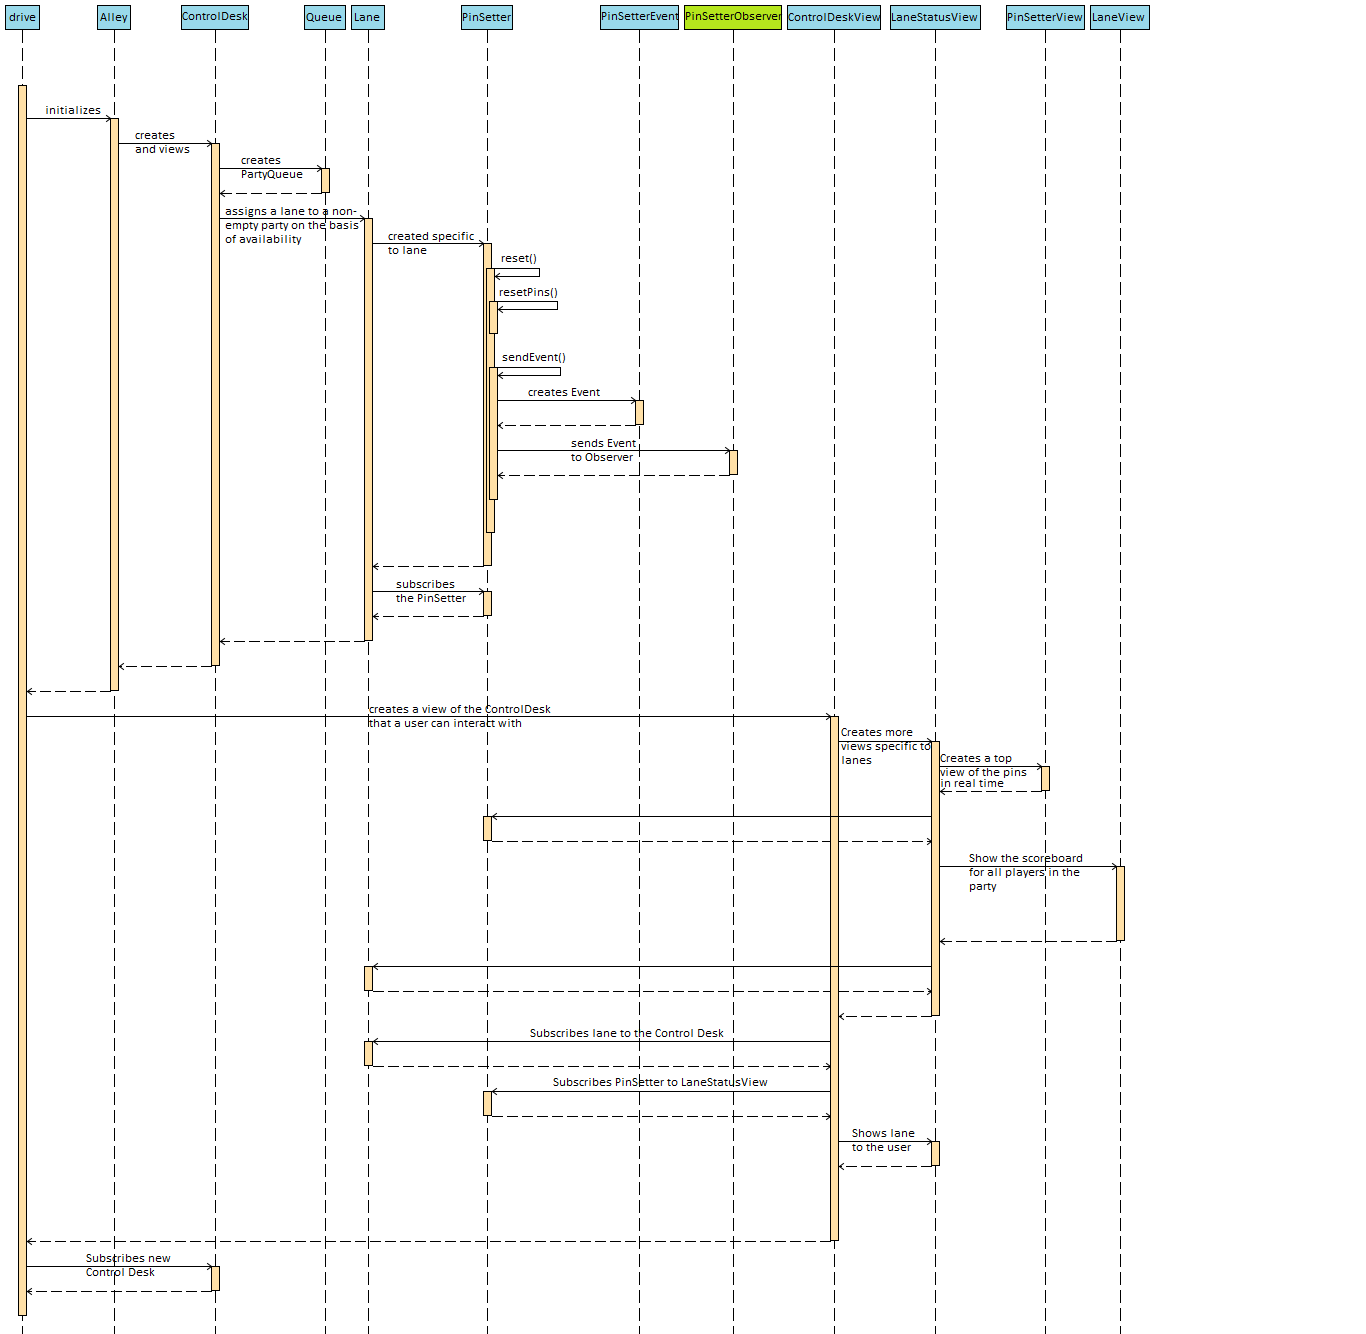 drive
Alley
ControlDesk
Queue
Lane
PinSetter
PinSetterEvent
PinSetterObserver
ControlDeskView
LaneStatusView
PinSetterView
LaneView
initializes
creates
and views
creates
PartyQueue
assigns a lane to a non-
empty party on the basis
of availability
created specific
to lane
reset()
resetPins()
sendEvent()
creates Event
sends Event
to Observer
subscribes
the PinSetter
creates a view of the ControlDesk
that a user can interact with
Creates more
views specific to
lanes
Creates a top
view of the pins
in real time
Show the scoreboard
for all players in the
party
Subscribes lane to the Control Desk
Subscribes PinSetter to LaneStatusView
Shows lane
to the user
Subscribes new
Control Desk